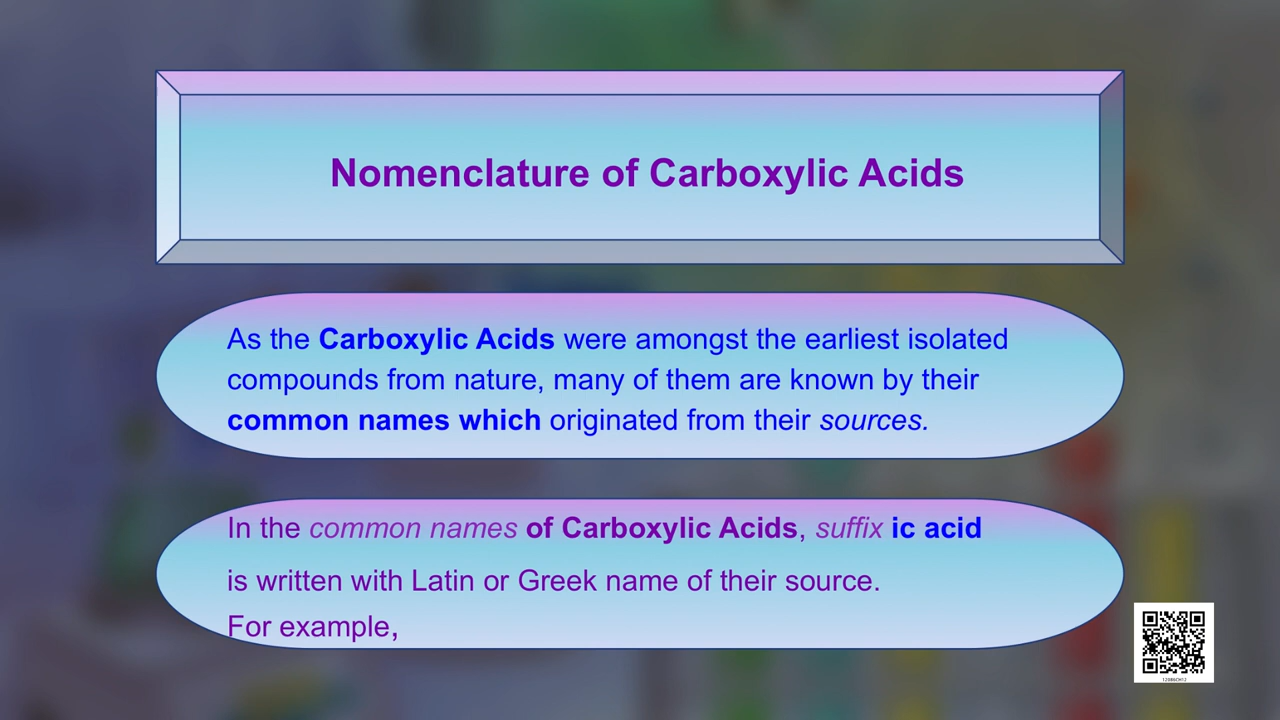 Nomenclature of Carboxylic Acids
As the Carboxylic Acids were amongst the earliest isolated
compounds from nature, many of them are known by their
common names which originated from their sources.
In the common names of Carboxylic Acids, suffix ic acid
is written with Latin or Greek name of their source.
For example,